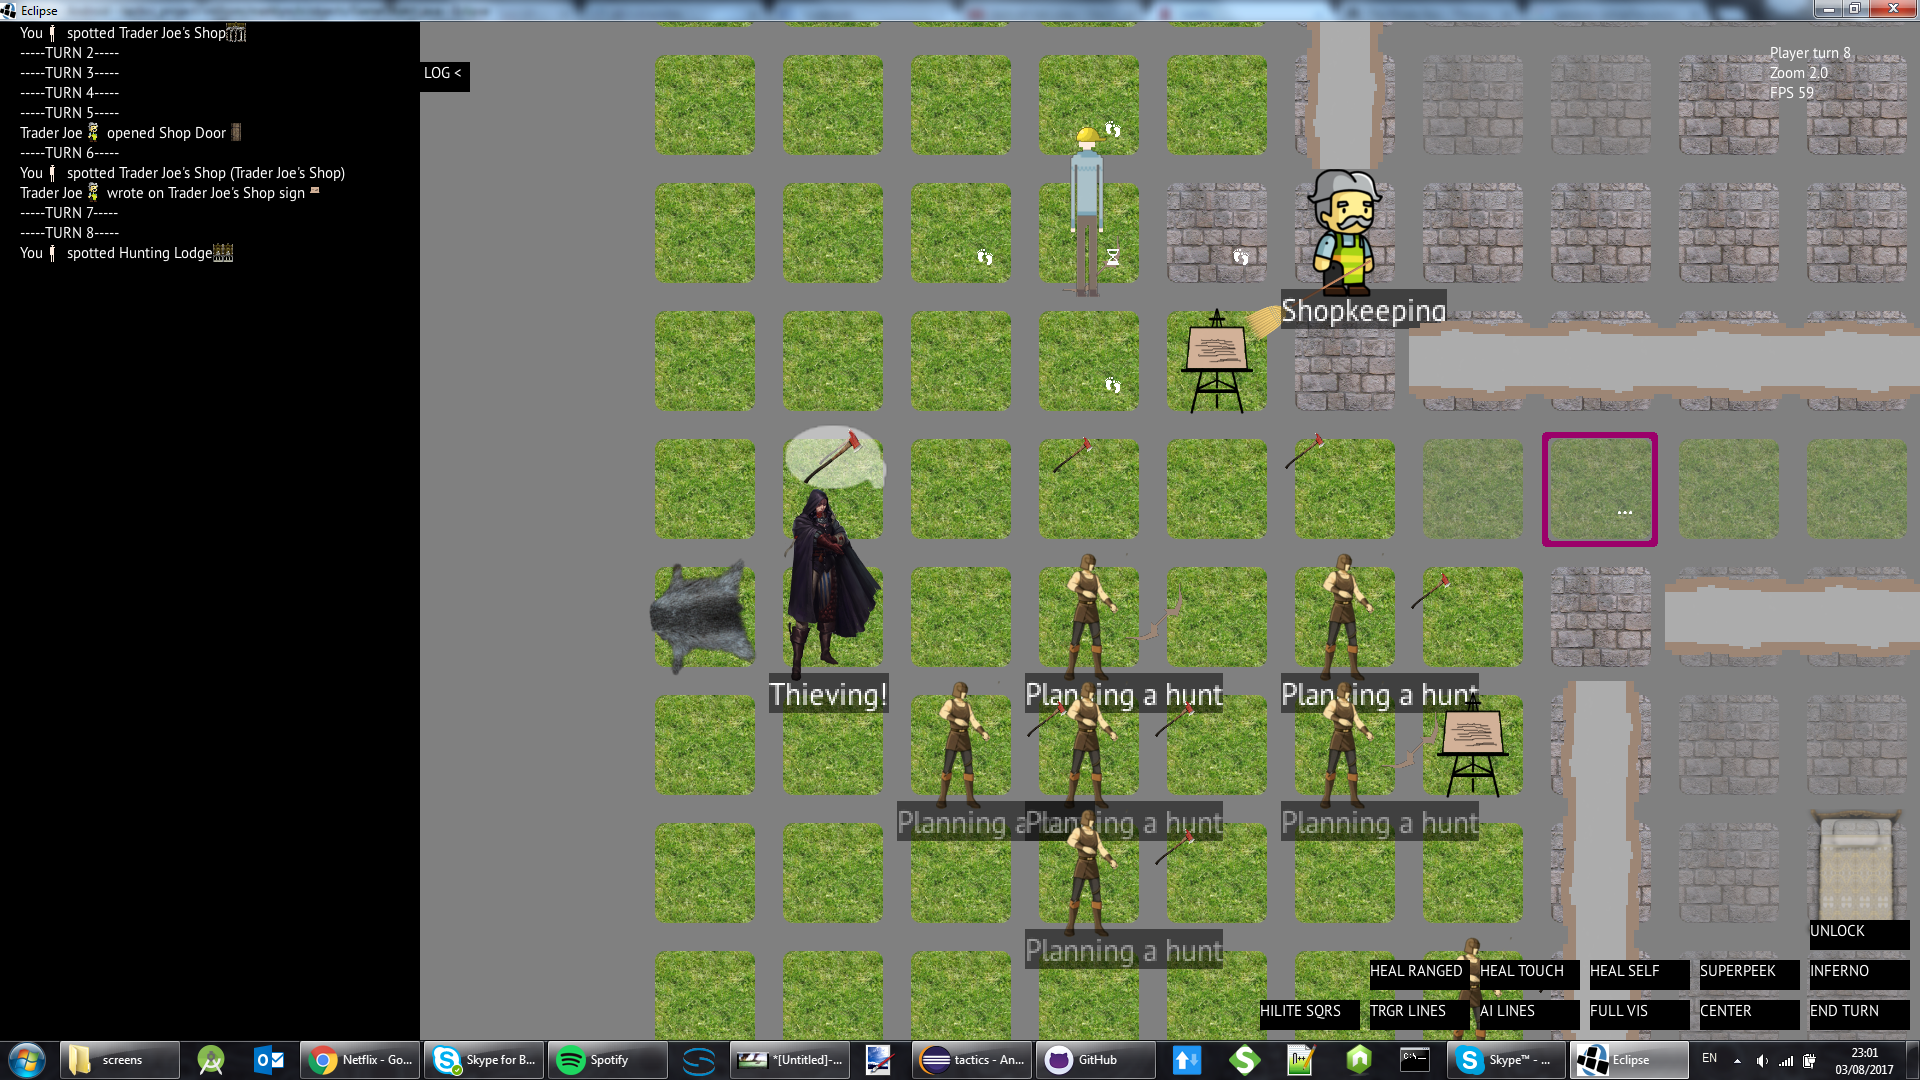 Eclipse
You spotted Trader Joe's Shop
-----TURN 2-----
-----TURN 3-----
-----TURN 4-----
-----TURN 5-----
Trader Joe opened Shop Door
-----TURN 6-----
You spotted Trader Joe's Shop (Trader Joe's Shop)
Trader Joe wrote on Trader Joe's Shop sign
-----TURN 7-----
-----TURN 8-----
You spotted Hunting Lodge
LOG <
Player turn 8
Zoom 2.0
FPS 59
Shopkeeping
...
Thieving!
Planning a hunt
Planning a hunt
Planning a
Planning a hunt
Planning a hunt
Planning a hunt
UNLOCK
HEAL RANGED
HEAL TOUCH
HEAL SELF
SUPERPEEK
INFERNO
HILITE SQRS
TRGR LINES
AI LINES
FULL VIS
CENTER
END TURN
screens
Netflix - Go...
Skype for B...
Spotify
*[Untitled]-...
tactics - An...
GitHub
Skype™ - ...
Eclipse
EN
23:01
03/08/2017